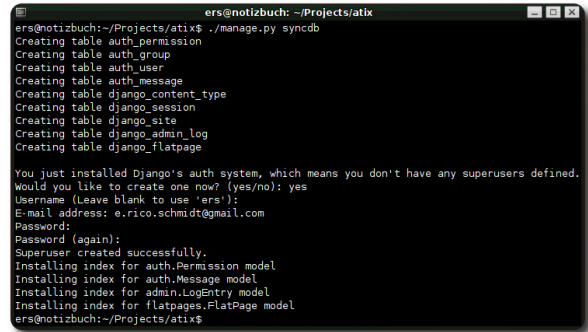 ers@notizbuch: ~/Projects/atix
ers@notizbuch:~/Projects/atix$ ./manage.py syncdb
Creating table auth_permission
Creating table auth_group
Creating table auth_user
Creating table auth_message
Creating table django_content_type
Creating table django_session
Creating table django_site
Creating table django_admin_log
Creating table django_flatpage
You just installed Django's auth system, which means you don't have any superusers defined.
Would you like to create one now? (yes/no): yes
Username (Leave blank to use 'ers'):
E-mail address: e.rico.schmidt@gmail.com
Password:
Password (again):
Superuser created successfully.
Installing index for auth.Permission model
Installing index for auth.Message model
Installing index for admin.LogEntry model
Installing index for flatpages.FlatPage model
ers@notizbuch:~/Projects/atix$